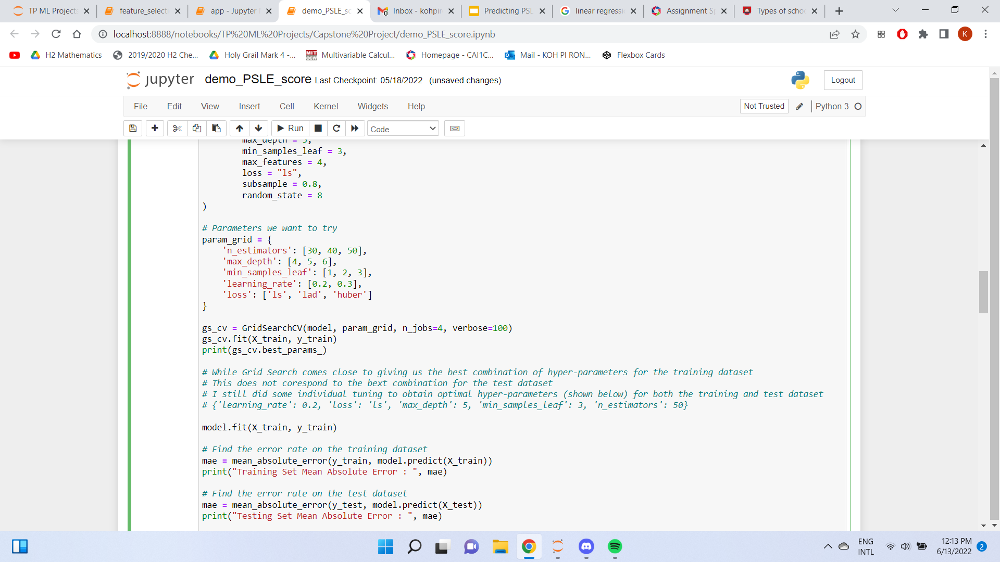 TP ML Projects
feature_selecti
app - Jupyter
demo_PSLE_sc
Inbox - kohpir
Predicting PSL
linear regressi
Assignment Sp
Types of schoo
localhost:8888/notebooks/TP%20ML%20Projects/Capstone%20Project/demo_PSLE_score.ipynb
K
H2 Mathematics
2019/2020 H2 Che...
Holy Grail Mark 4 -...
MIT OCW
Multivariable Calcul...
Homepage - CAI1C...
Mail - KOH PI RON...
Flexbox Cards
jupyter demo_PSLE_score Last Checkpoint: 05/18/2022 (unsaved changes)
Logout
File Edit View Insert Cell Kernel Widgets Help
Not Trusted
Python 3
Run
Code
max_depth = 5,
min_samples_leaf = 3,
max_features = 4,
loss = "ls",
subsample = 0.8,
random_state = 8
)
# Parameters we want to try
param_grid = {
'n_estimators': [30, 40, 50],
'max_depth': [4, 5, 6],
'min_samples_leaf': [1, 2, 3],
'learning_rate': [0.2, 0.3],
'loss': ['ls', 'lad', 'huber']
}
gs_cv = GridSearchCV(model, param_grid, n_jobs=4, verbose=100)
gs_cv.fit(X_train, y_train)
print(gs_cv.best_params_)
# While Grid Search comes close to giving us the best combination of hyper-parameters for the training dataset
# This does not corespond to the bext combination for the test dataset
# I still did some individual tuning to obtain optimal hyper-parameters (shown below) for both the training and test dataset
# {'learning_rate': 0.2, 'loss': 'ls', 'max_depth': 5, 'min_samples_leaf': 3, 'n_estimators': 50}
model.fit(X_train, y_train)
# Find the error rate on the training dataset
mae = mean_absolute_error(y_train, model.predict(X_train))
print("Training Set Mean Absolute Error : ", mae)
# Find the error rate on the test dataset
mae = mean_absolute_error(y_test, model.predict(X_test))
print("Testing Set Mean Absolute Error : ", mae)
ENG
INTL
12:13 PM
6/13/2022
2